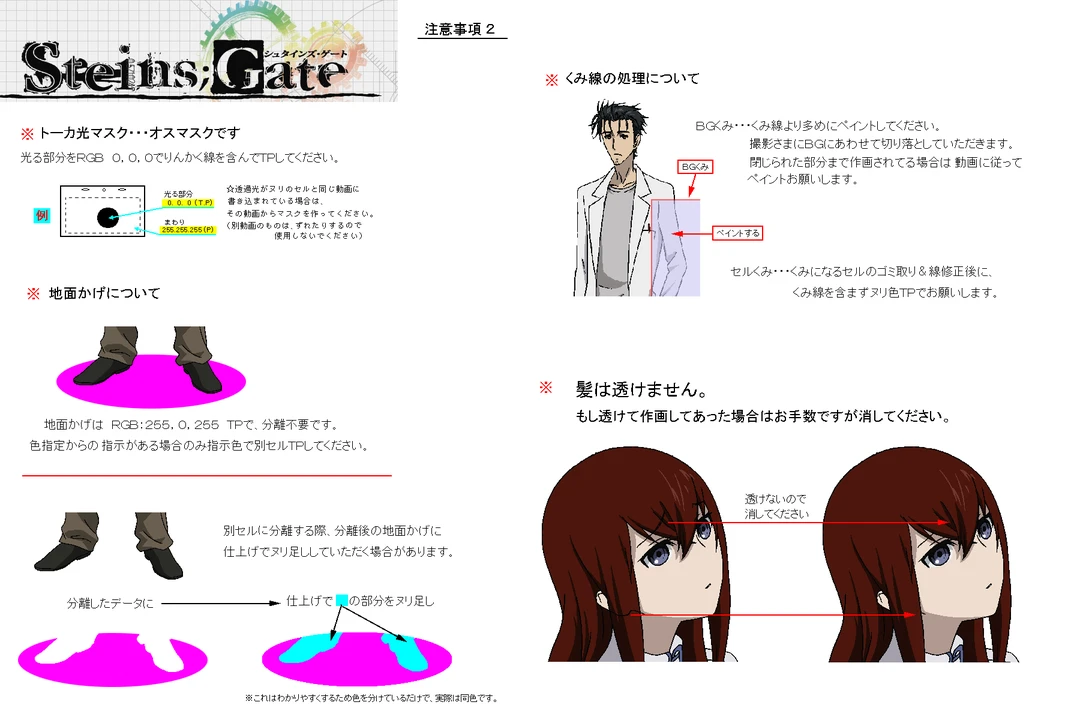 Steins;Gate
シュタインズ・ゲート
注意事項2
※ トーカ光マスク・・・オスマスクです
光る部分をRGB 0. 0. 0でりんかく線を含んでTPしてください。
例
光る部分
0. 0. 0 (T.P)
まわり
255.255.255(P)
☆透過光がヌリのセルと同じ動画に
書き込まれている場合は、
その動画からマスクを作ってください。
(別動画のものは、ずれたりするので
使用しないでください)
※ 地面かげについて
地面かげは RGB:255. 0. 255 TPで、分離不要です。
色指定からの指示がある場合のみ指示色で別セルTPしてください。
別セルに分離する際、分離後の地面かげに
仕上げでヌリ足ししていただく場合があります。
分離したデータに
仕上げで の部分をヌリ足し
※これはわかりやすくするため色を分けているだけで、実際は同色です。
※ くみ線の処理について
BGくみ・・・くみ線より多めにペイントしてください。
撮影さまにBGにあわせて切り落としていただきます。
閉じられた部分まで作画されてる場合は 動画に従って
ペイントお願いします。
BGくみ
ペイントする
セルくみ・・・くみになるセルのゴミ取り&線修正後に、
くみ線を含まずヌリ色TPでお願いします。
※ 髪は透けません。
もし透けて作画してあった場合はお手数ですが消してください。
透けないので
消してください